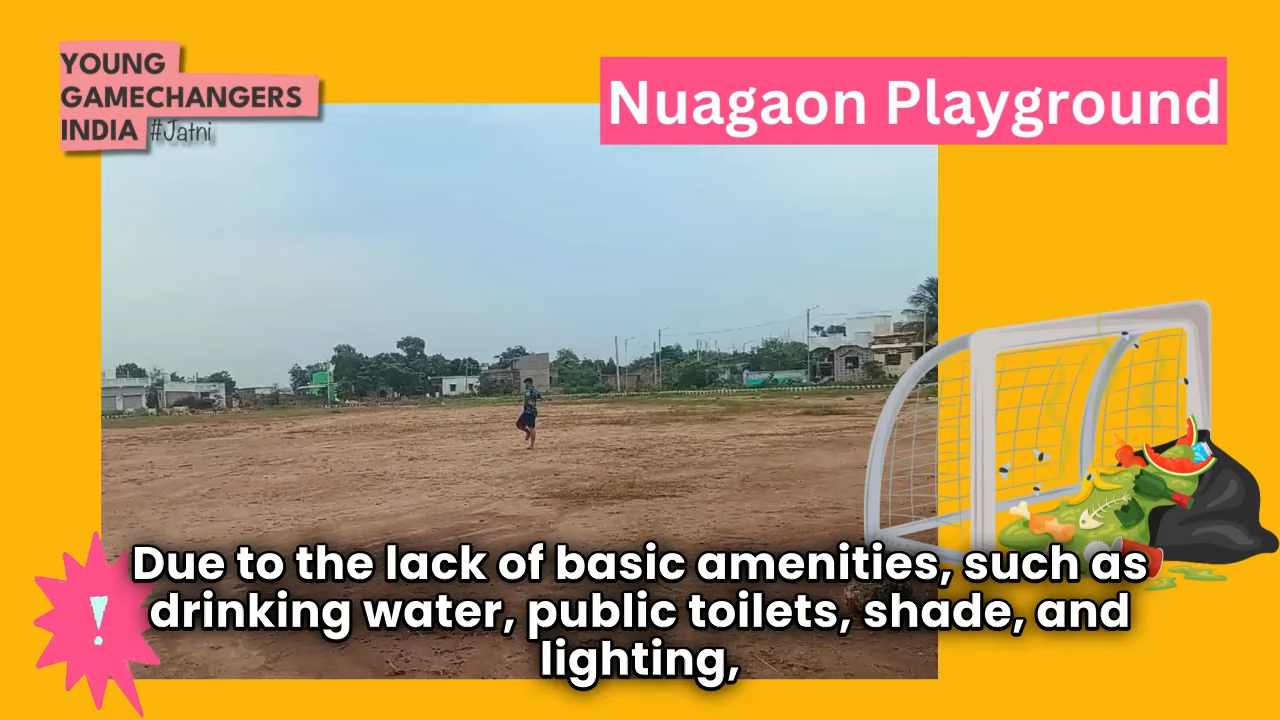 YOUNG
GAMECHANGERS
INDIA #Jatni
Nuagaon Playground
!
Due to the lack of basic amenities, such as
drinking water, public toilets, shade, and
lighting,